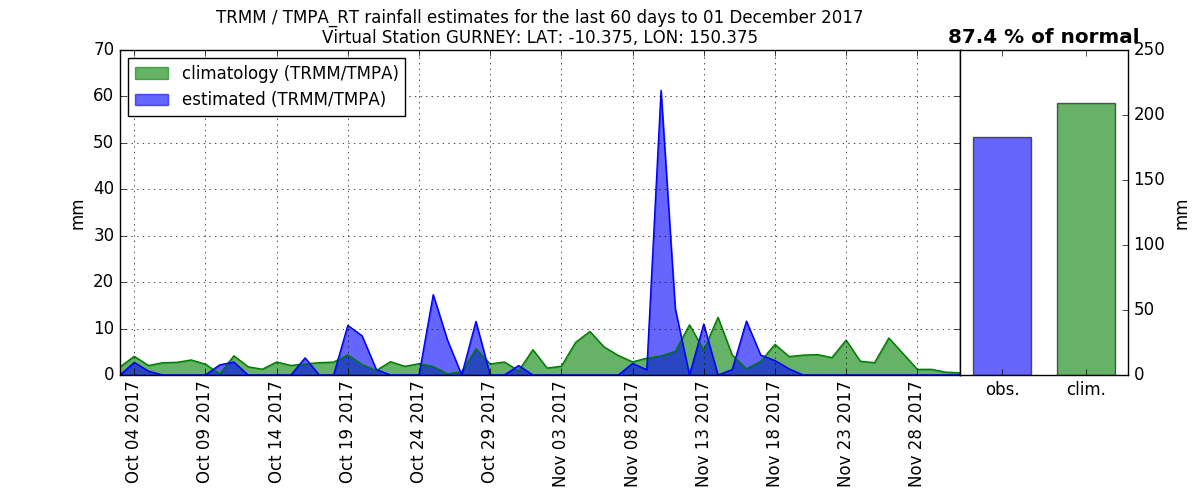 TRMM / TMPA_RT rainfall estimates for the last 60 days to 01 December 2017
Virtual Station GURNEY: LAT: -10.375, LON: 150.375
87.4 % of normal
climatology (TRMM/TMPA)
estimated (TRMM/TMPA)
70
60
50
40
30
20
10
0
mm
250
200
150
100
50
0
mm
obs.
clim.
Oct 04 2017
Oct 09 2017
Oct 14 2017
Oct 19 2017
Oct 24 2017
Oct 29 2017
Nov 03 2017
Nov 08 2017
Nov 13 2017
Nov 18 2017
Nov 23 2017
Nov 28 2017